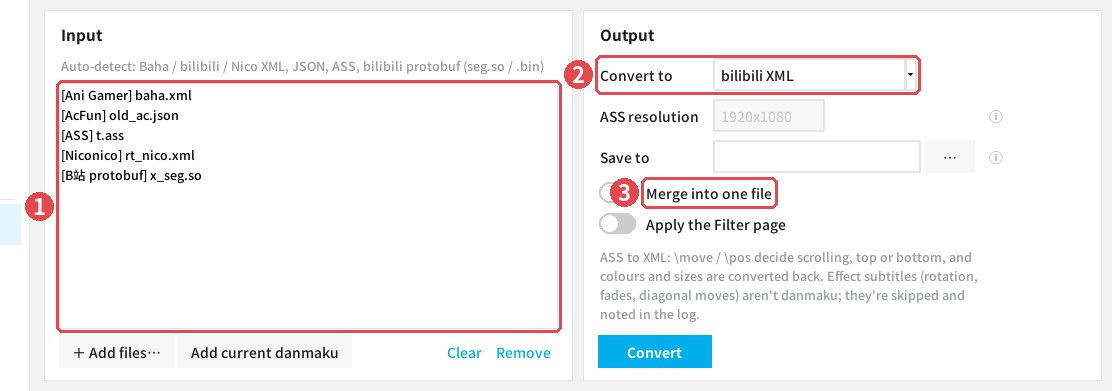 Input
Auto-detect: Baha / bilibili / Nico XML, JSON, ASS, bilibili protobuf (seg.so / .bin)
1
[Ani Gamer] baha.xml
[AcFun] old_ac.json
[ASS] t.ass
[Niconico] rt_nico.xml
[B站 protobuf] x_seg.so
+ Add files···
Add current danmaku
Clear
Remove
Output
2
Convert to
bilibili XML
ASS resolution
1920x1080
Save to
···
3
Merge into one file
Apply the Filter page
ASS to XML: \move / \pos decide scrolling, top or bottom, and
colours and sizes are converted back. Effect subtitles (rotation,
fades, diagonal moves) aren't danmaku; they're skipped and
noted in the log.
Convert